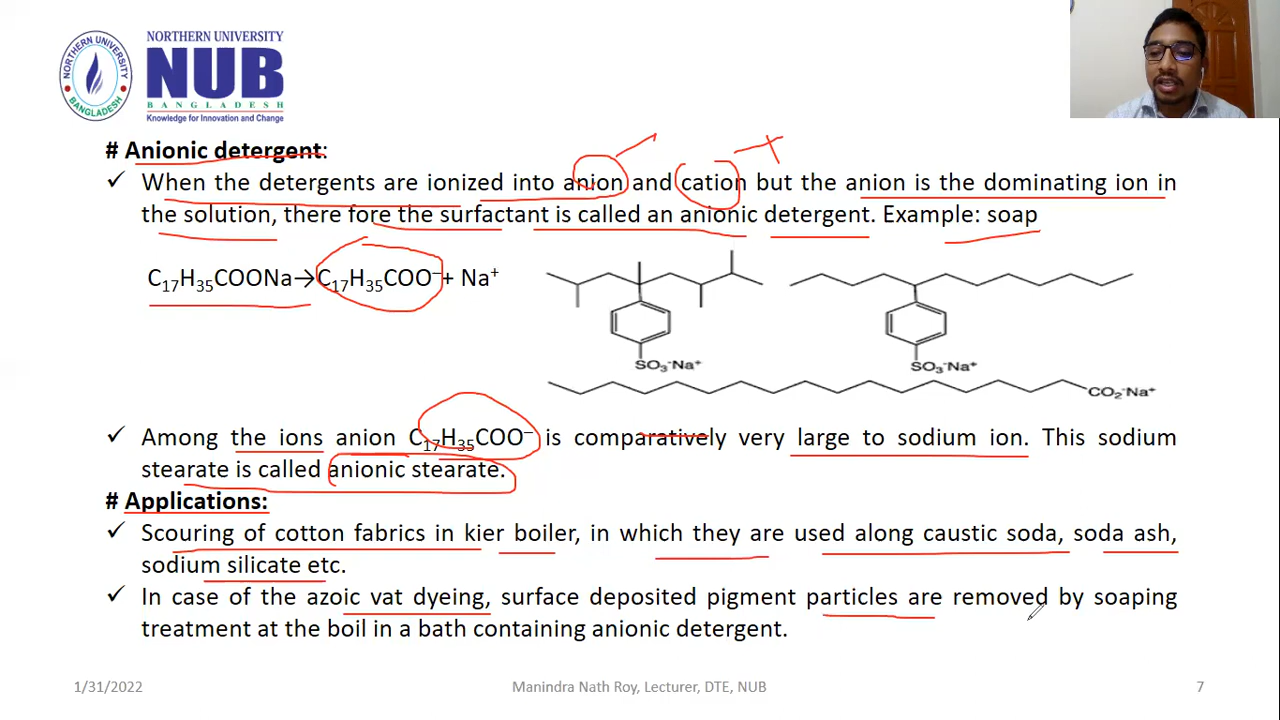 NORTHERN UNIVERSITY
BANGLADESH
NORTHERN UNIVERSITY
NUB
BANGLADESH
Knowledge for Innovation and Change
# Anionic detergent:
✓ When the detergents are ionized into anion and cation but the anion is the dominating ion in
the solution, there fore the surfactant is called an anionic detergent. Example: soap
C₁₇H₃₅COONa→C₁₇H₃₅COO⁻+ Na⁺
SO₃⁻Na⁺
SO₃⁻Na⁺
CO₂⁻Na⁺
✓ Among the ions anion C₁₇H₃₅COO⁻ is comparatively very large to sodium ion. This sodium
stearate is called anionic stearate.
# Applications:
✓ Scouring of cotton fabrics in kier boiler, in which they are used along caustic soda, soda ash,
sodium silicate etc.
✓ In case of the azoic vat dyeing, surface deposited pigment particles are removed by soaping
treatment at the boil in a bath containing anionic detergent.
1/31/2022 Manindra Nath Roy, Lecturer, DTE, NUB 7